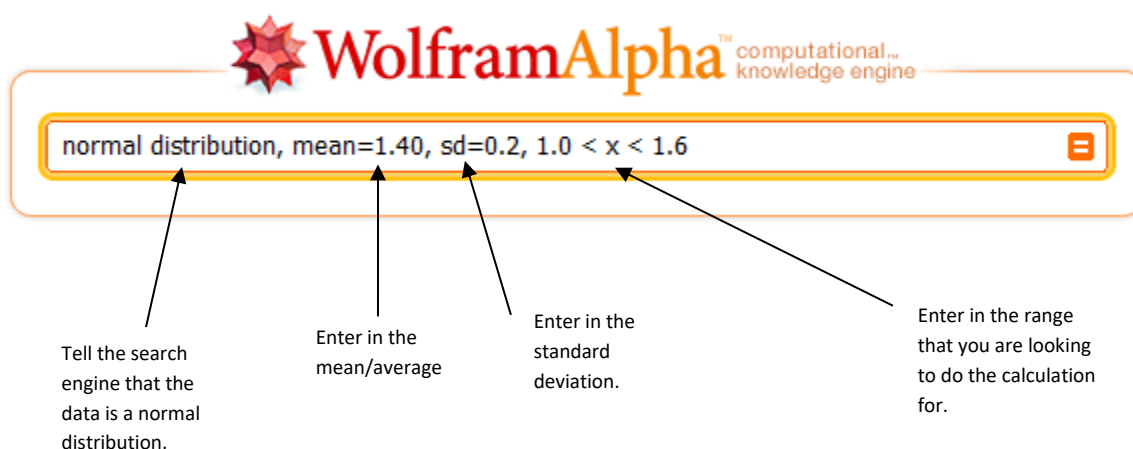 WolframAlpha™ computational...
knowledge engine
normal distribution, mean=1.40, sd=0.2, 1.0 < x < 1.6
=
Tell the search
engine that the
data is a normal
distribution.
Enter in the
mean/average
Enter in the
standard
deviation.
Enter in the range
that you are looking
to do the calculation
for.